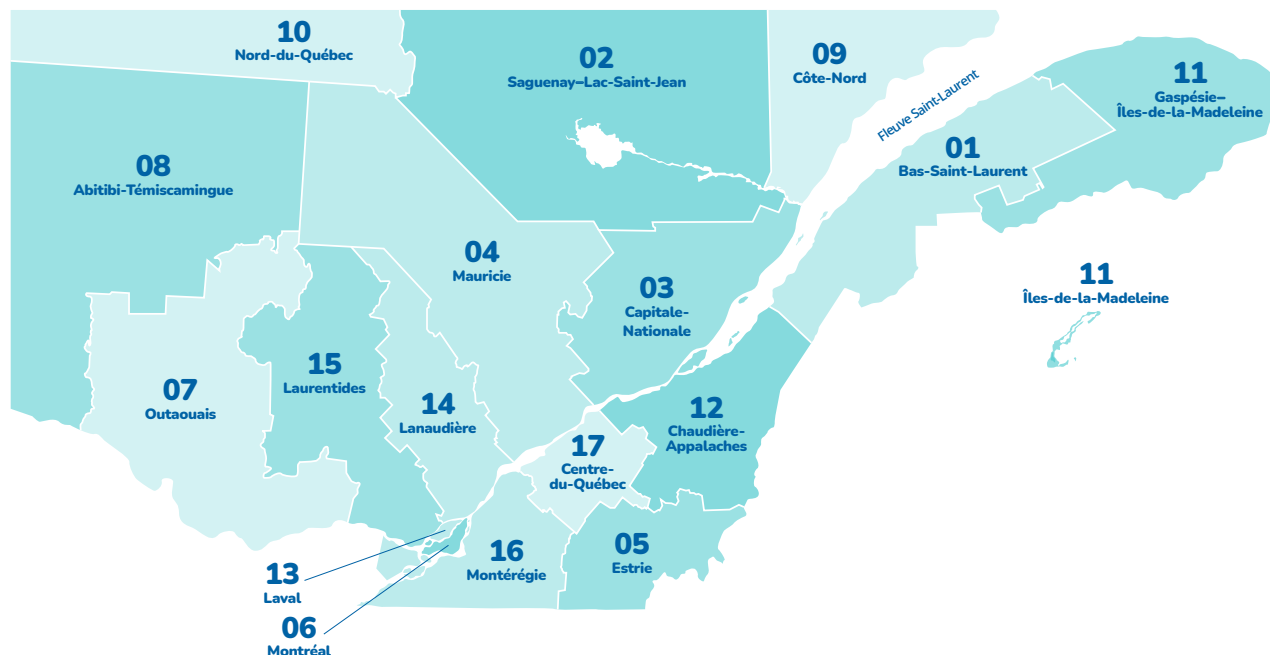 10
Nord-du-Québec
02
Saguenay–Lac-Saint-Jean
09
Côte-Nord
11
Gaspésie–
Îles-de-la-Madeleine
Fleuve Saint-Laurent
01
Bas-Saint-Laurent
08
Abitibi-Témiscamingue
04
Mauricie
03
Capitale-
Nationale
11
Îles-de-la-Madeleine
15
Laurentides
07
Outaouais
14
Lanaudière
12
Chaudière-
Appalaches
17
Centre-
du-Québec
05
Estrie
16
Montérégie
13
Laval
06
Montréal